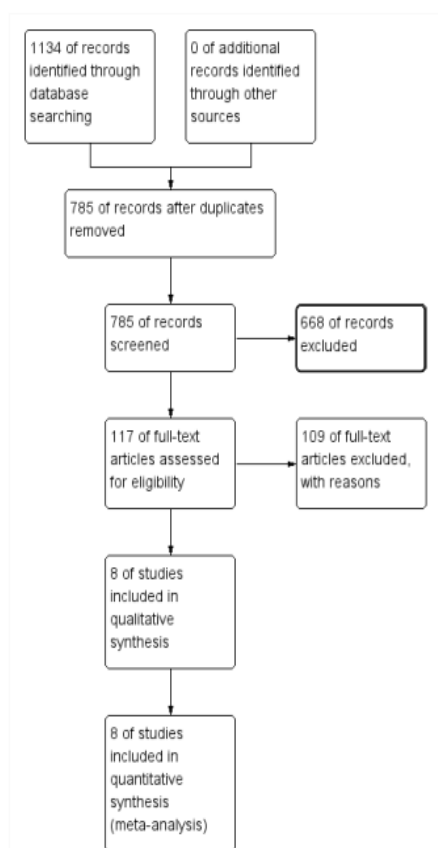 1134 of records
identified through
database
searching
0 of additional
records identified
through other
sources
785 of records after duplicates
removed
785 of records
screened
668 of records
excluded
117 of full-text
articles assessed
for eligibility
109 of full-text
articles excluded,
with reasons
8 of studies
included in
qualitative
synthesis
8 of studies
included in
quantitative
synthesis
(meta-analysis)